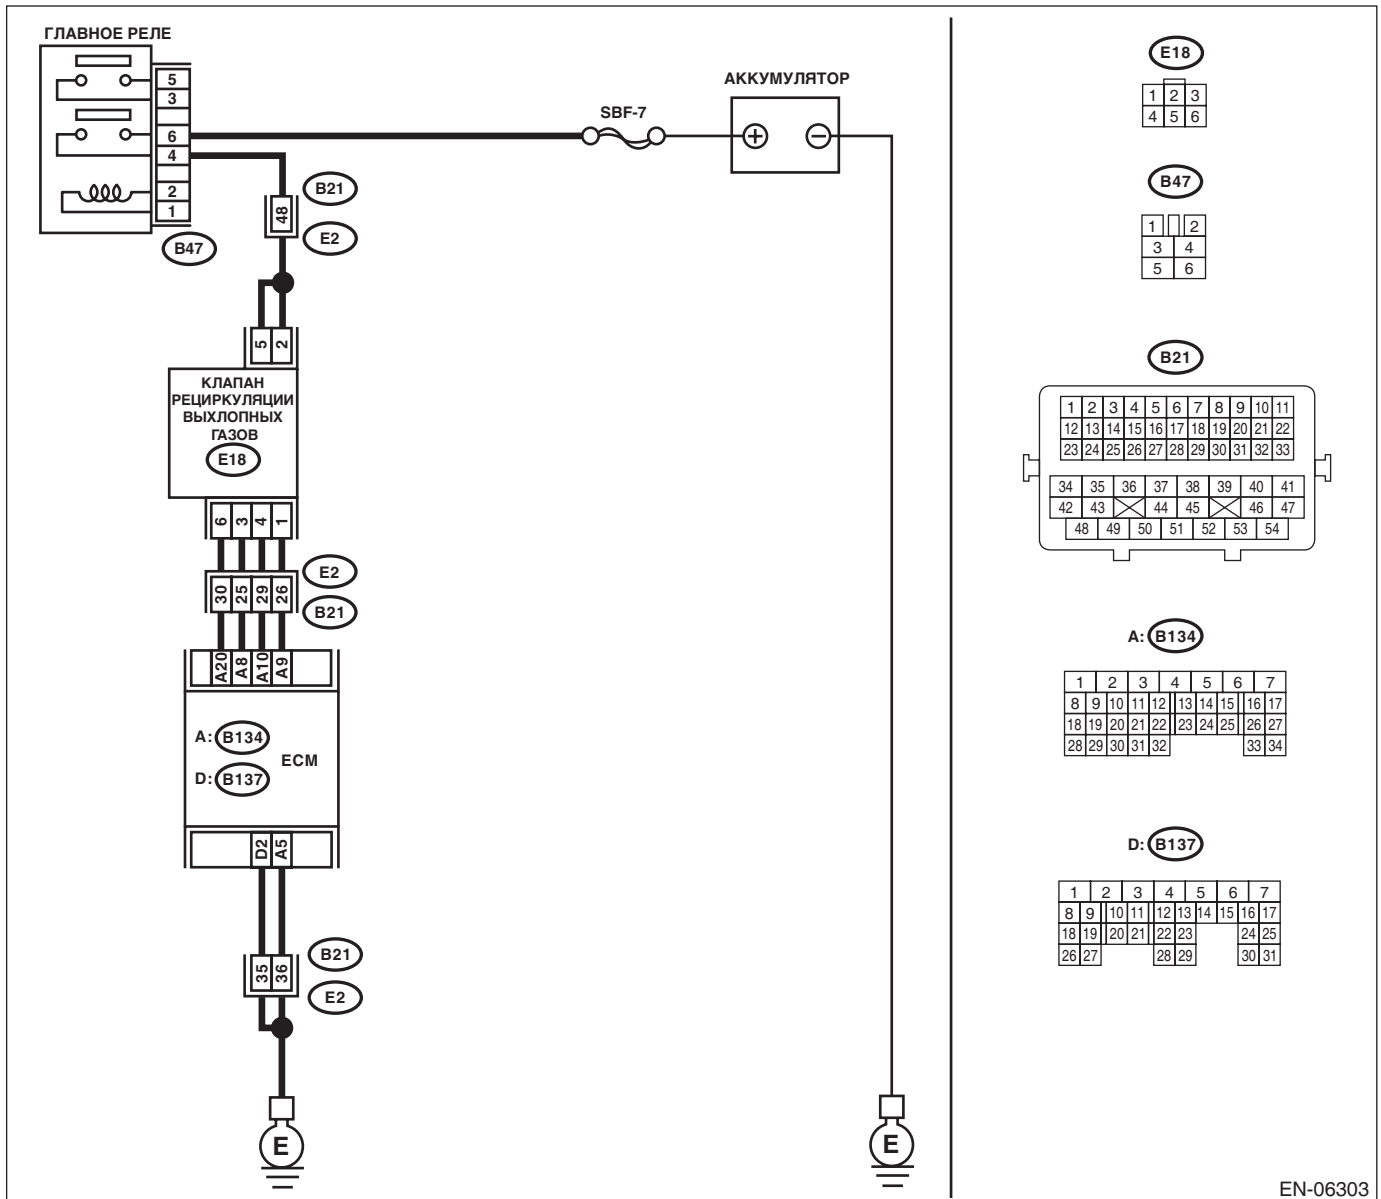 ГЛАВНОЕ РЕЛЕ
5
3
6
4
2
1
B47
SBF-7
АККУМУЛЯТОР
+
−
48
B21
E2
5 2
КЛАПАН
РЕЦИРКУЛЯЦИИ
ВЫХЛОПНЫХ
ГАЗОВ
E18
6 3 4 1
E2
30 25 29 26
B21
A20 A8 A10 A9
A: B134
ECM
D: B137
D2 A5
B21
35 36
E2
E
E
E18
1 2 3
4 5 6
B47
1 2
3 4
5 6
B21
1 2 3 4 5 6 7 8 9 10 11
12 13 14 15 16 17 18 19 20 21 22
23 24 25 26 27 28 29 30 31 32 33
34 35 36 37 38 39 40 41
42 43 44 45 46 47
48 49 50 51 52 53 54
A: B134
1 2 3 4 5 6 7
8 9 10 11 12 13 14 15 16 17
18 19 20 21 22 23 24 25 26 27
28 29 30 31 32 33 34
D: B137
1 2 3 4 5 6 7
8 9 10 11 12 13 14 15 16 17
18 19 20 21 22 23 24 25
26 27 28 29 30 31
EN-06303